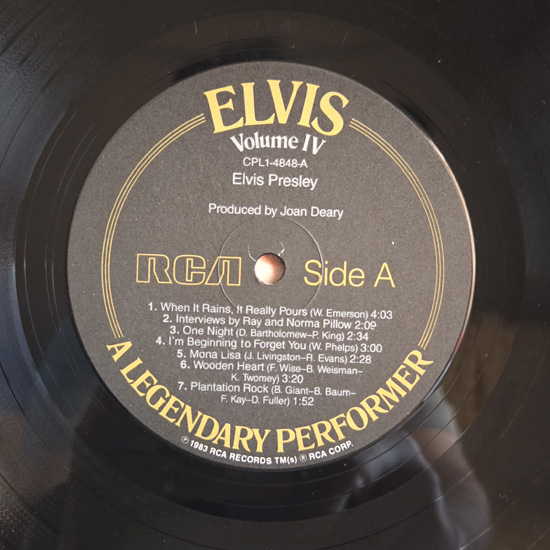 ELVIS
Volume IV
CPL1-4848-A
Elvis Presley
Produced by Joan Deary
RCA
Side A
1. When It Rains, It Really Pours (W. Emerson) 4:03
2. Interviews by Ray and Norma Pillow 2:09
3. One Night (D. Bartholomew–P. King) 2:34
4. I'm Beginning to Forget You (W. Phelps) 3:00
5. Mona Lisa (J. Livingston–R. Evans) 2:28
6. Wooden Heart (F. Wise–B. Weisman–
K. Twomey) 3:20
7. Plantation Rock (B. Giant–B. Baum–
F. Kay–D. Fuller) 1:52
A LEGENDARY PERFORMER
℗ 1983 RCA RECORDS TM(s) ® RCA CORP.